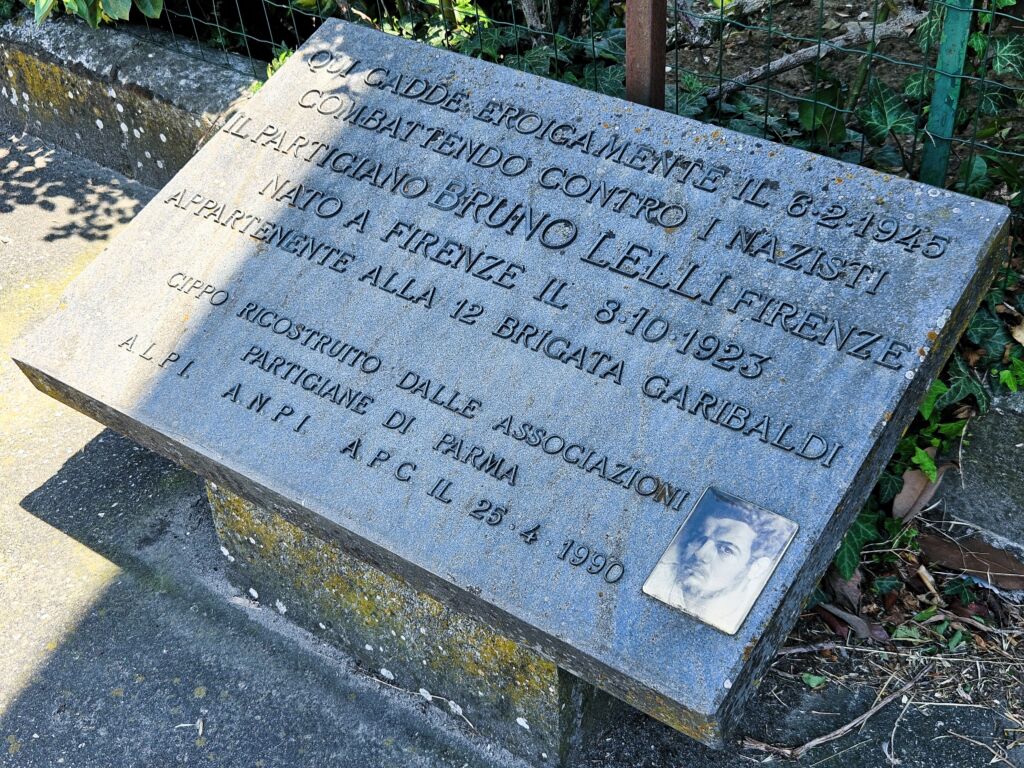 QUI CADDE EROICAMENTE IL 6·2·1945
COMBATTENDO CONTRO I NAZISTI
IL PARTIGIANO BRUNO LELLI FIRENZE
NATO A FIRENZE IL 8·10·1923
APPARTENENTE ALLA 12 BRIGATA GARIBALDI
CIPPO RICOSTRUITO DALLE ASSOCIAZIONI
PARTIGIANE DI PARMA
A.L.P.I. A.N.P.I. A.P.C. IL 25·4·1990